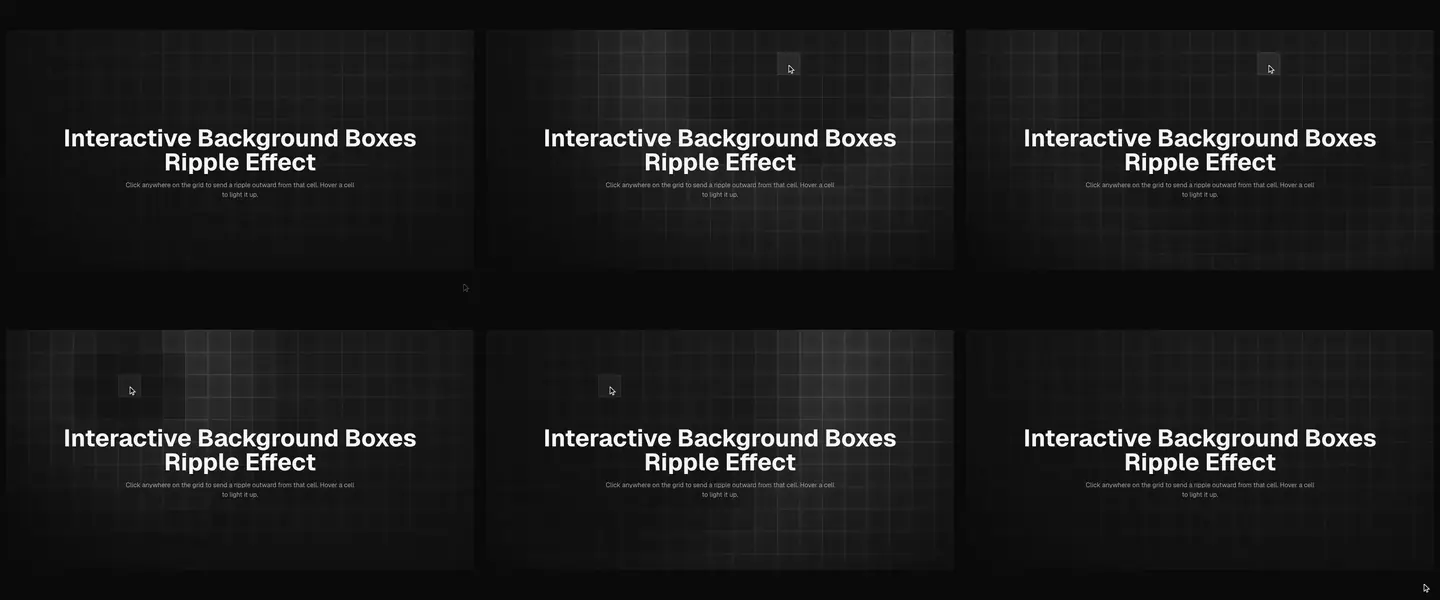 Interactive Background Boxes
Ripple Effect
Click anywhere on the grid to send a ripple outward from that cell. Hover a cell
to light it up.
Interactive Background Boxes
Ripple Effect
Click anywhere on the grid to send a ripple outward from that cell. Hover a cell
to light it up.
Interactive Background Boxes
Ripple Effect
Click anywhere on the grid to send a ripple outward from that cell. Hover a cell
to light it up.
Interactive Background Boxes
Ripple Effect
Click anywhere on the grid to send a ripple outward from that cell. Hover a cell
to light it up.
Interactive Background Boxes
Ripple Effect
Click anywhere on the grid to send a ripple outward from that cell. Hover a cell
to light it up.
Interactive Background Boxes
Ripple Effect
Click anywhere on the grid to send a ripple outward from that cell. Hover a cell
to light it up.